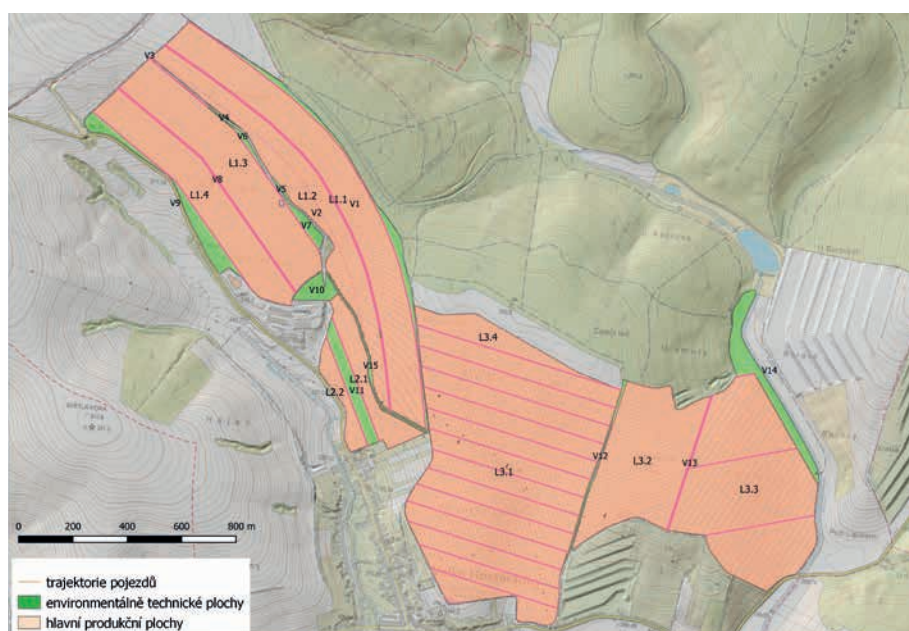 V3
V4
V6
L1.3
V5
L1.2
V8
L1.4
L1.1
V1
V9
V2
V7
V10
L3.4
V15
L2.1
L2.2
V11
V14
L3.1
V12
L3.2
V13
L3.3
0 200 400 600 800 m
trajektorie pojezdů
environmentálně technické plochy
hlavní produkční plochy